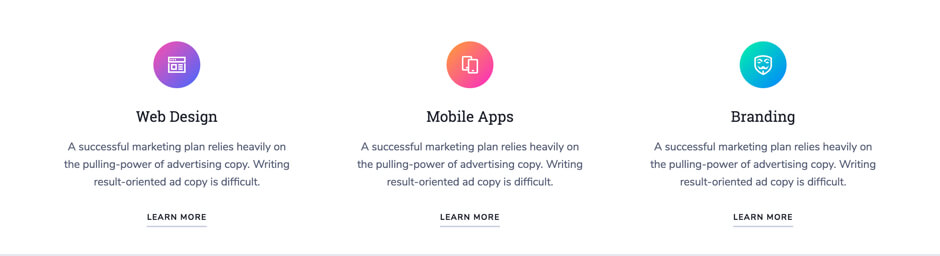 Web Design
A successful marketing plan relies heavily on
the pulling-power of advertising copy. Writing
result-oriented ad copy is difficult.
LEARN MORE
Mobile Apps
A successful marketing plan relies heavily on
the pulling-power of advertising copy. Writing
result-oriented ad copy is difficult.
LEARN MORE
Branding
A successful marketing plan relies heavily on
the pulling-power of advertising copy. Writing
result-oriented ad copy is difficult.
LEARN MORE